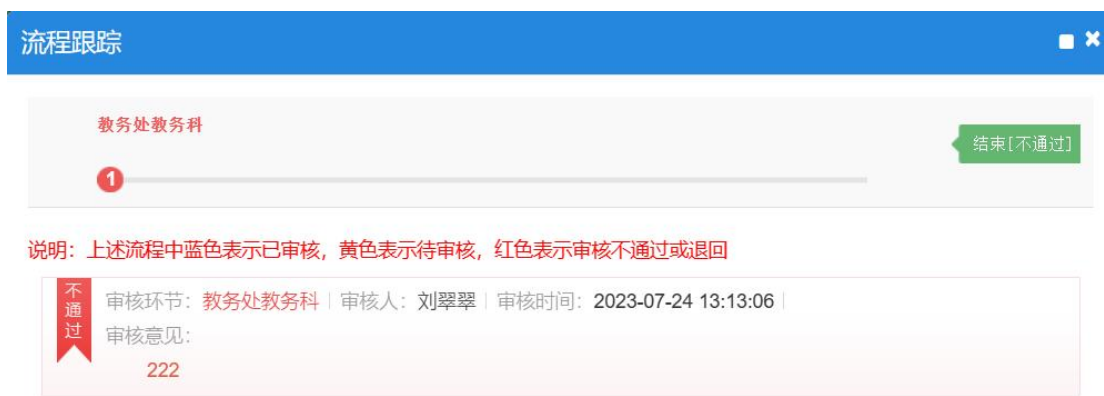 流程跟踪
教务处教务科
结束[不通过]
1
说明：上述流程中蓝色表示已审核，黄色表示待审核，红色表示审核不通过或退回
不通过
审核环节：教务处教务科 | 审核人：刘翠翠 | 审核时间：2023-07-24 13:13:06 |
审核意见：
222